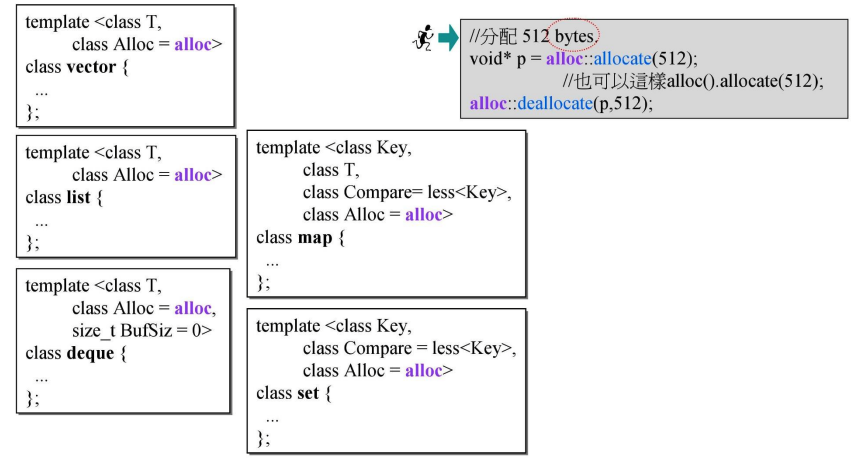 template <class T,
class Alloc = alloc>
class vector {
...
};
template <class T,
class Alloc = alloc>
class list {
...
};
template <class T,
class Alloc = alloc,
size_t BufSiz = 0>
class deque {
...
};
template <class Key,
class T,
class Compare= less<Key>,
class Alloc = alloc>
class map {
...
};
template <class Key,
class Compare = less<Key>,
class Alloc = alloc>
class set {
...
};
//分配 512 bytes.
void* p = alloc::allocate(512);
//也可以這樣alloc().allocate(512);
alloc::deallocate(p,512);